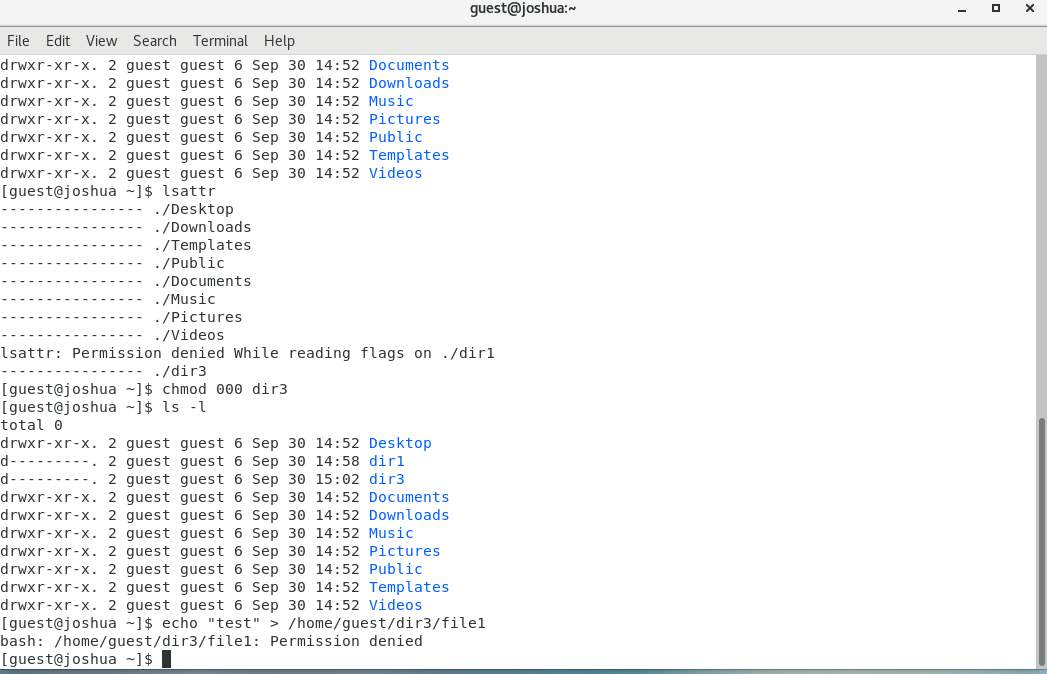 guest@joshua:~
File Edit View Search Terminal Help
drwxr-xr-x. 2 guest guest 6 Sep 30 14:52 Documents
drwxr-xr-x. 2 guest guest 6 Sep 30 14:52 Downloads
drwxr-xr-x. 2 guest guest 6 Sep 30 14:52 Music
drwxr-xr-x. 2 guest guest 6 Sep 30 14:52 Pictures
drwxr-xr-x. 2 guest guest 6 Sep 30 14:52 Public
drwxr-xr-x. 2 guest guest 6 Sep 30 14:52 Templates
drwxr-xr-x. 2 guest guest 6 Sep 30 14:52 Videos
[guest@joshua ~]$ lsattr
---------------- ./Desktop
---------------- ./Downloads
---------------- ./Templates
---------------- ./Public
---------------- ./Documents
---------------- ./Music
---------------- ./Pictures
---------------- ./Videos
lsattr: Permission denied While reading flags on ./dir1
---------------- ./dir3
[guest@joshua ~]$ chmod 000 dir3
[guest@joshua ~]$ ls -l
total 0
drwxr-xr-x. 2 guest guest 6 Sep 30 14:52 Desktop
d---------. 2 guest guest 6 Sep 30 14:58 dir1
d---------. 2 guest guest 6 Sep 30 15:02 dir3
drwxr-xr-x. 2 guest guest 6 Sep 30 14:52 Documents
drwxr-xr-x. 2 guest guest 6 Sep 30 14:52 Downloads
drwxr-xr-x. 2 guest guest 6 Sep 30 14:52 Music
drwxr-xr-x. 2 guest guest 6 Sep 30 14:52 Pictures
drwxr-xr-x. 2 guest guest 6 Sep 30 14:52 Public
drwxr-xr-x. 2 guest guest 6 Sep 30 14:52 Templates
drwxr-xr-x. 2 guest guest 6 Sep 30 14:52 Videos
[guest@joshua ~]$ echo "test" > /home/guest/dir3/file1
bash: /home/guest/dir3/file1: Permission denied
[guest@joshua ~]$